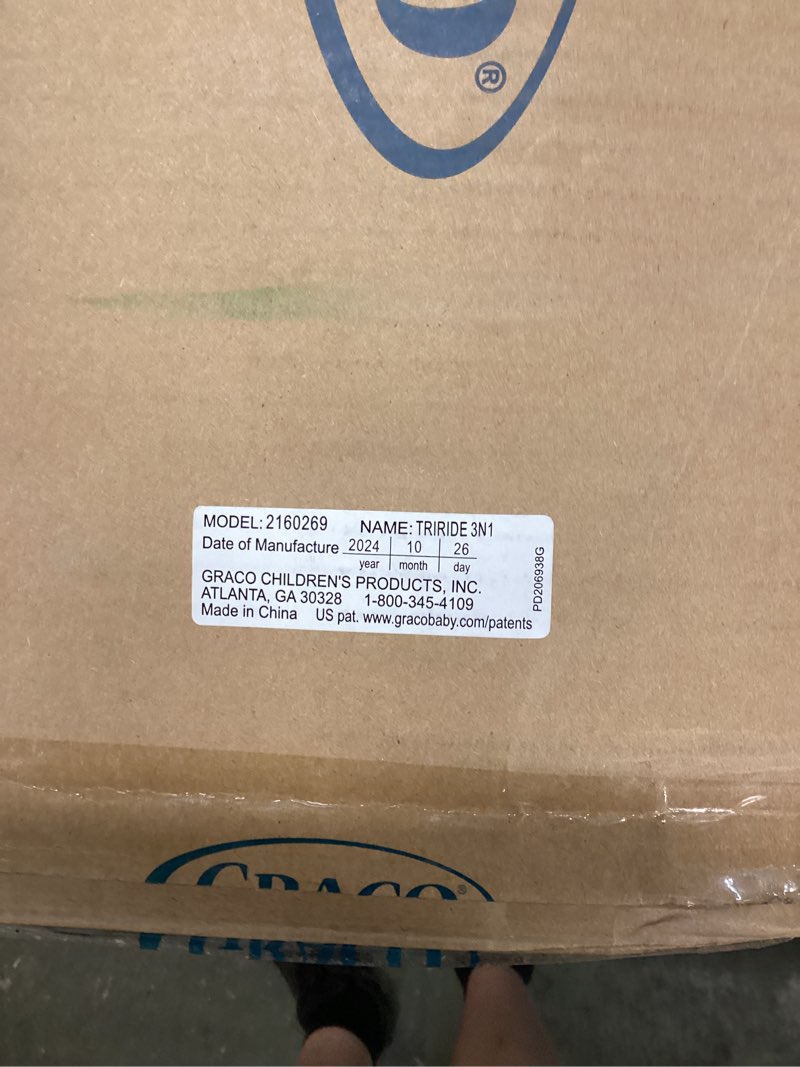 ®
MODEL: 2160269 NAME: TRIRIDE 3N1
Date of Manufacture 2024 10 26
year month day
GRACO CHILDREN'S PRODUCTS, INC.
ATLANTA, GA 30328 1-800-345-4109
Made in China US pat. www.gracobaby.com/patents
PD206938G
GRACO®